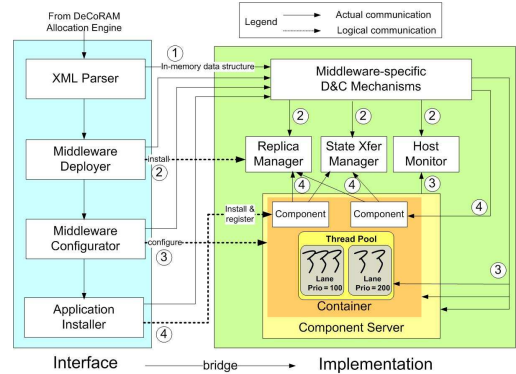 From DeCoRAM
Allocation Engine
Legend
Actual communication
Logical communication
1
In-memory data structure
XML Parser
Middleware-specific
D&C Mechanisms
2
2
2
Middleware
Deployer
install
2
Replica
Manager
State Xfer
Manager
Host
Monitor
4
4
3
Install &
register
Component
Component
4
Middleware
Configurator
configure
3
Thread Pool
Lane
Prio=100
Lane
Prio=200
3
Container
Application
Installer
4
Component Server
Interface
bridge
Implementation